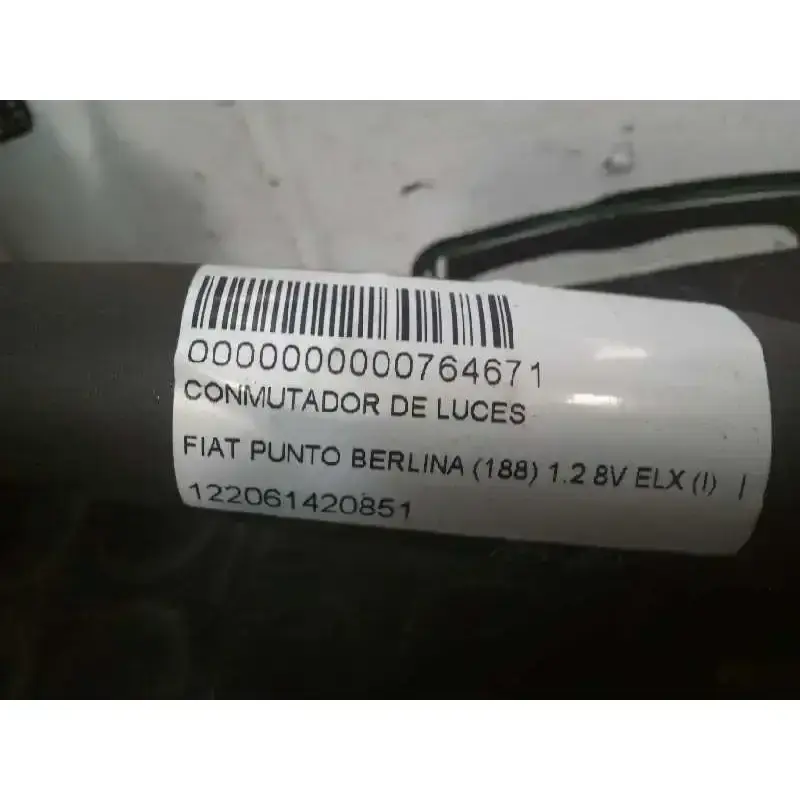 0000000000764671
CONMUTADOR DE LUCES
FIAT PUNTO BERLINA (188) 1.2 8V ELX (I) |
122061420851